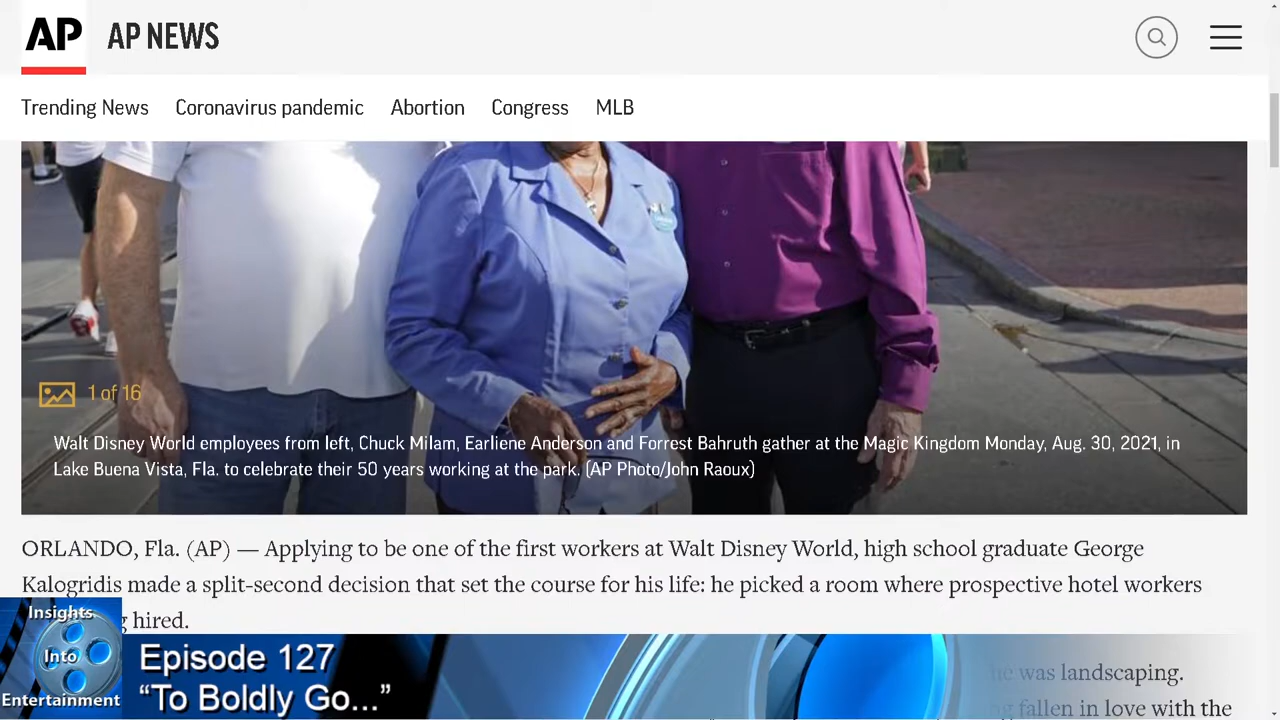 AP AP NEWS
Trending News Coronavirus pandemic Abortion Congress MLB
1 of 16
Walt Disney World employees from left, Chuck Milam, Earliene Anderson and Forrest Bahruth gather at the Magic Kingdom Monday, Aug. 30, 2021, in
Lake Buena Vista, Fla. to celebrate their 50 years working at the park. (AP Photo/John Raoux)
ORLANDO, Fla. (AP) — Applying to be one of the first workers at Walt Disney World, high school graduate George
Kalogridis made a split-second decision that set the course for his life: he picked a room where prospective hotel workers
hired.
Insights
Into
Entertainment
Episode 127
“To Boldly Go...”
he was landscaping.
fallen in love with the